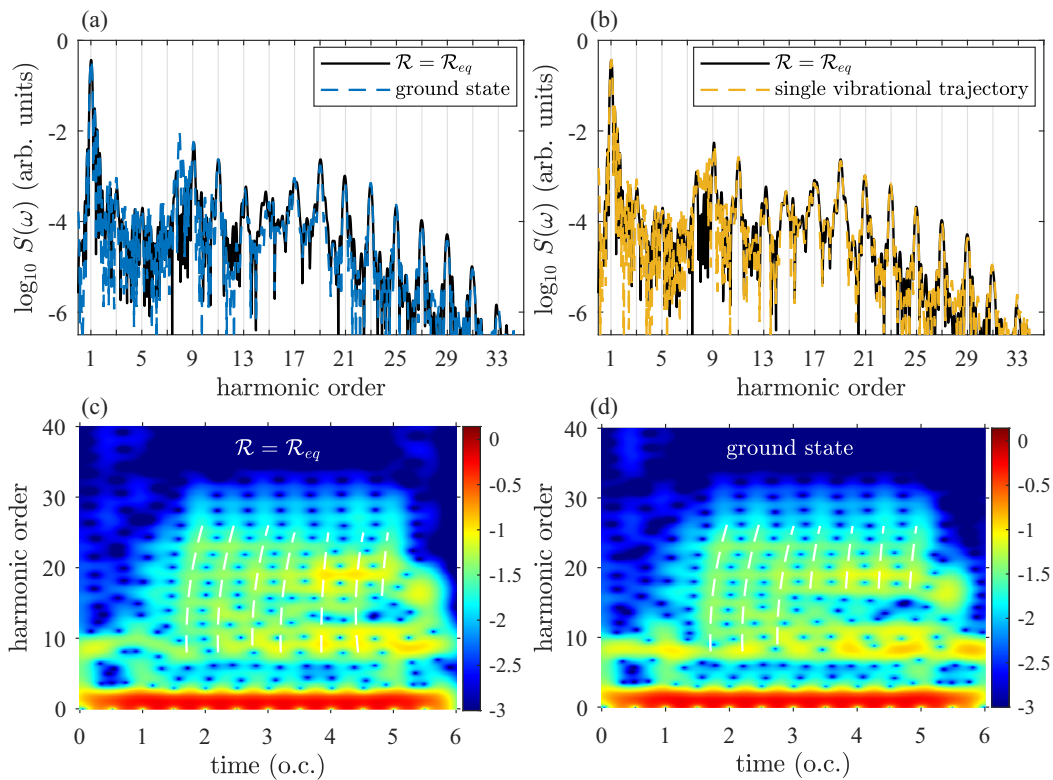 (a)
(b)
0
-2
-4
-6
log₁₀ S(ω) (arb. units)
ℛ = ℛ_eq
ground state
1 5 9 13 17 21 25 29 33
harmonic order
0
-2
-4
-6
log₁₀ S(ω) (arb. units)
ℛ = ℛ_eq
single vibrational trajectory
1 5 9 13 17 21 25 29 33
harmonic order
(c)
(d)
40
30
20
10
0
harmonic order
ℛ = ℛ_eq
0 1 2 3 4 5 6
time (o.c.)
0
-0.5
-1
-1.5
-2
-2.5
-3
40
30
20
10
0
harmonic order
ground state
0 1 2 3 4 5 6
time (o.c.)
0
-0.5
-1
-1.5
-2
-2.5
-3